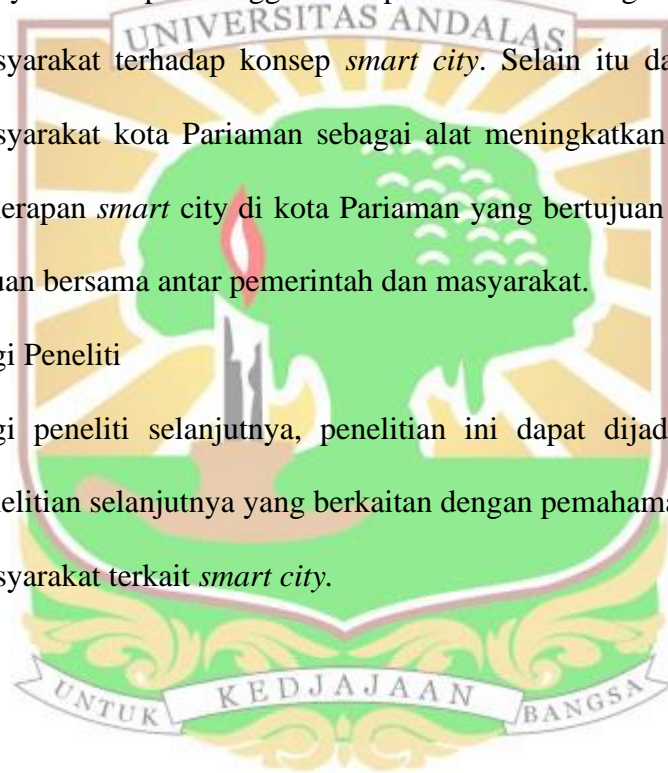 UNIVERSITAS ANDALAS
syarakat terhadap konsep smart city. Selain itu da
syarakat kota Pariaman sebagai alat meningkatkan
erapan smart city di kota Pariaman yang bertujuan
uan bersama antar pemerintah dan masyarakat.
gi Peneliti
gi peneliti selanjutnya, penelitian ini dapat dijad
nelitian selanjutnya yang berkaitan dengan pemahama
syarakat terkait smart city.
UNTUK KEDJAJAAN BANGSA